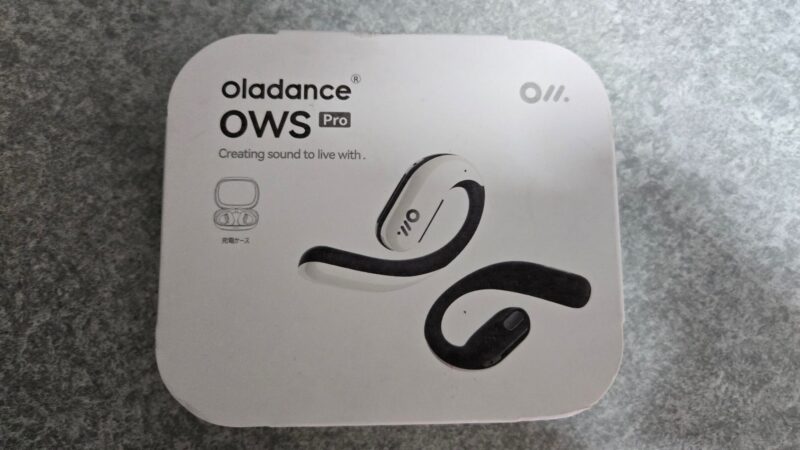 oladance®
OWS Pro
Creating sound to live with.
充電ケース